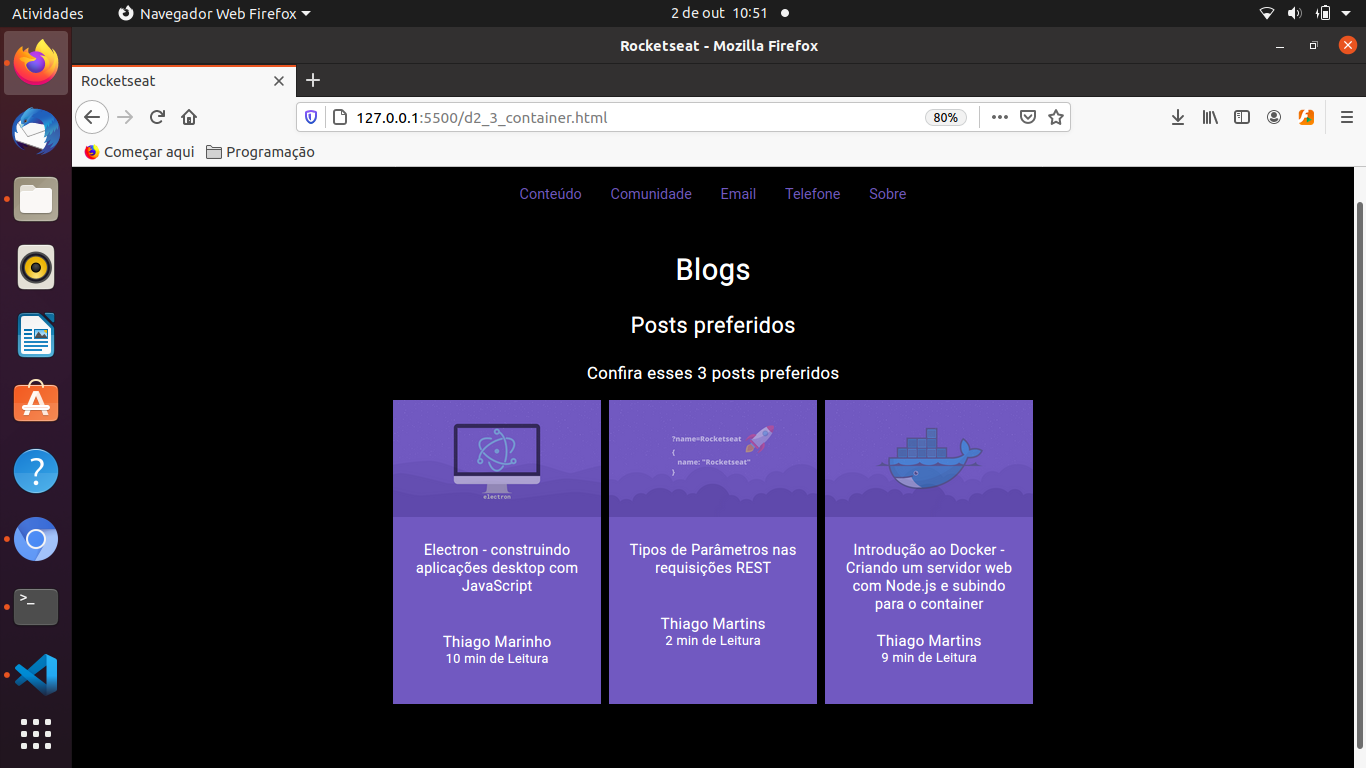 Atividades Navegador Web Firefox 2 de out 10:51
Rocketseat - Mozilla Firefox
Rocketseat
127.0.0.1:5500/d2_3_container.html 80%
Começar aqui Programação
Conteúdo Comunidade Email Telefone Sobre
Blogs
Posts preferidos
Confira esses 3 posts preferidos
electron
Electron - construindo
aplicações desktop com
JavaScript
Thiago Marinho
10 min de Leitura
?name=Rocketseat
{
name: "Rocketseat"
}
Tipos de Parâmetros nas
requisições REST
Thiago Martins
2 min de Leitura
Introdução ao Docker -
Criando um servidor web
com Node.js e subindo
para o container
Thiago Martins
9 min de Leitura